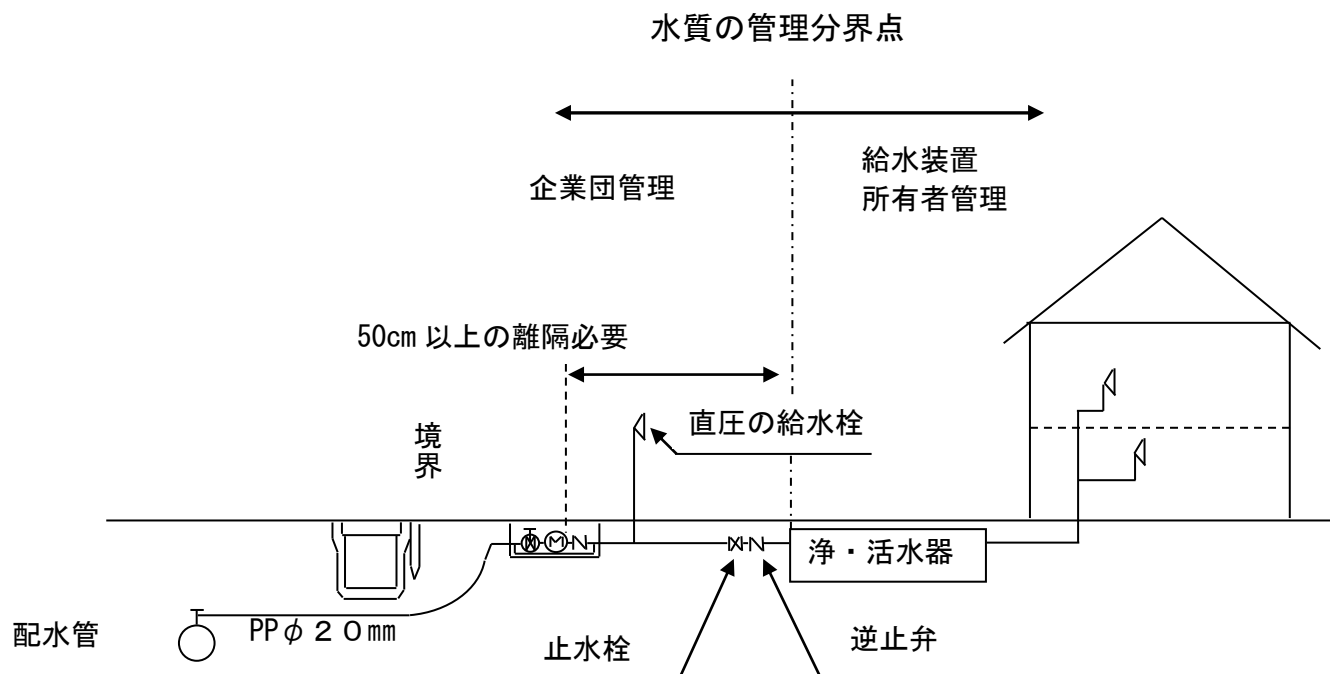 水質の管理分界点
企業団管理
給水装置
所有者管理
50cm 以上の離隔必要
直圧の給水栓
境
界
M
浄・活水器
配水管
PPφ２０mm
止水栓
逆止弁